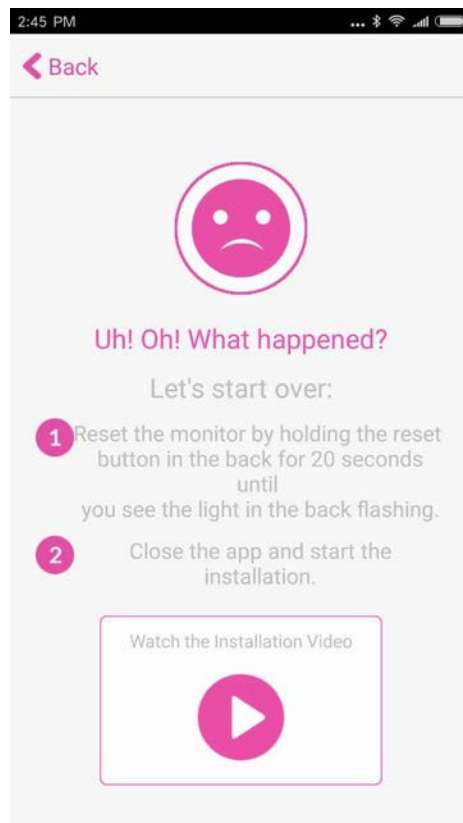 2:45 PM
Back
Uh! Oh! What happened?
Let's start over:
1
Reset the monitor by holding the reset
button in the back for 20 seconds
until
you see the light in the back flashing.
2
Close the app and start the
installation.
Watch the Installation Video